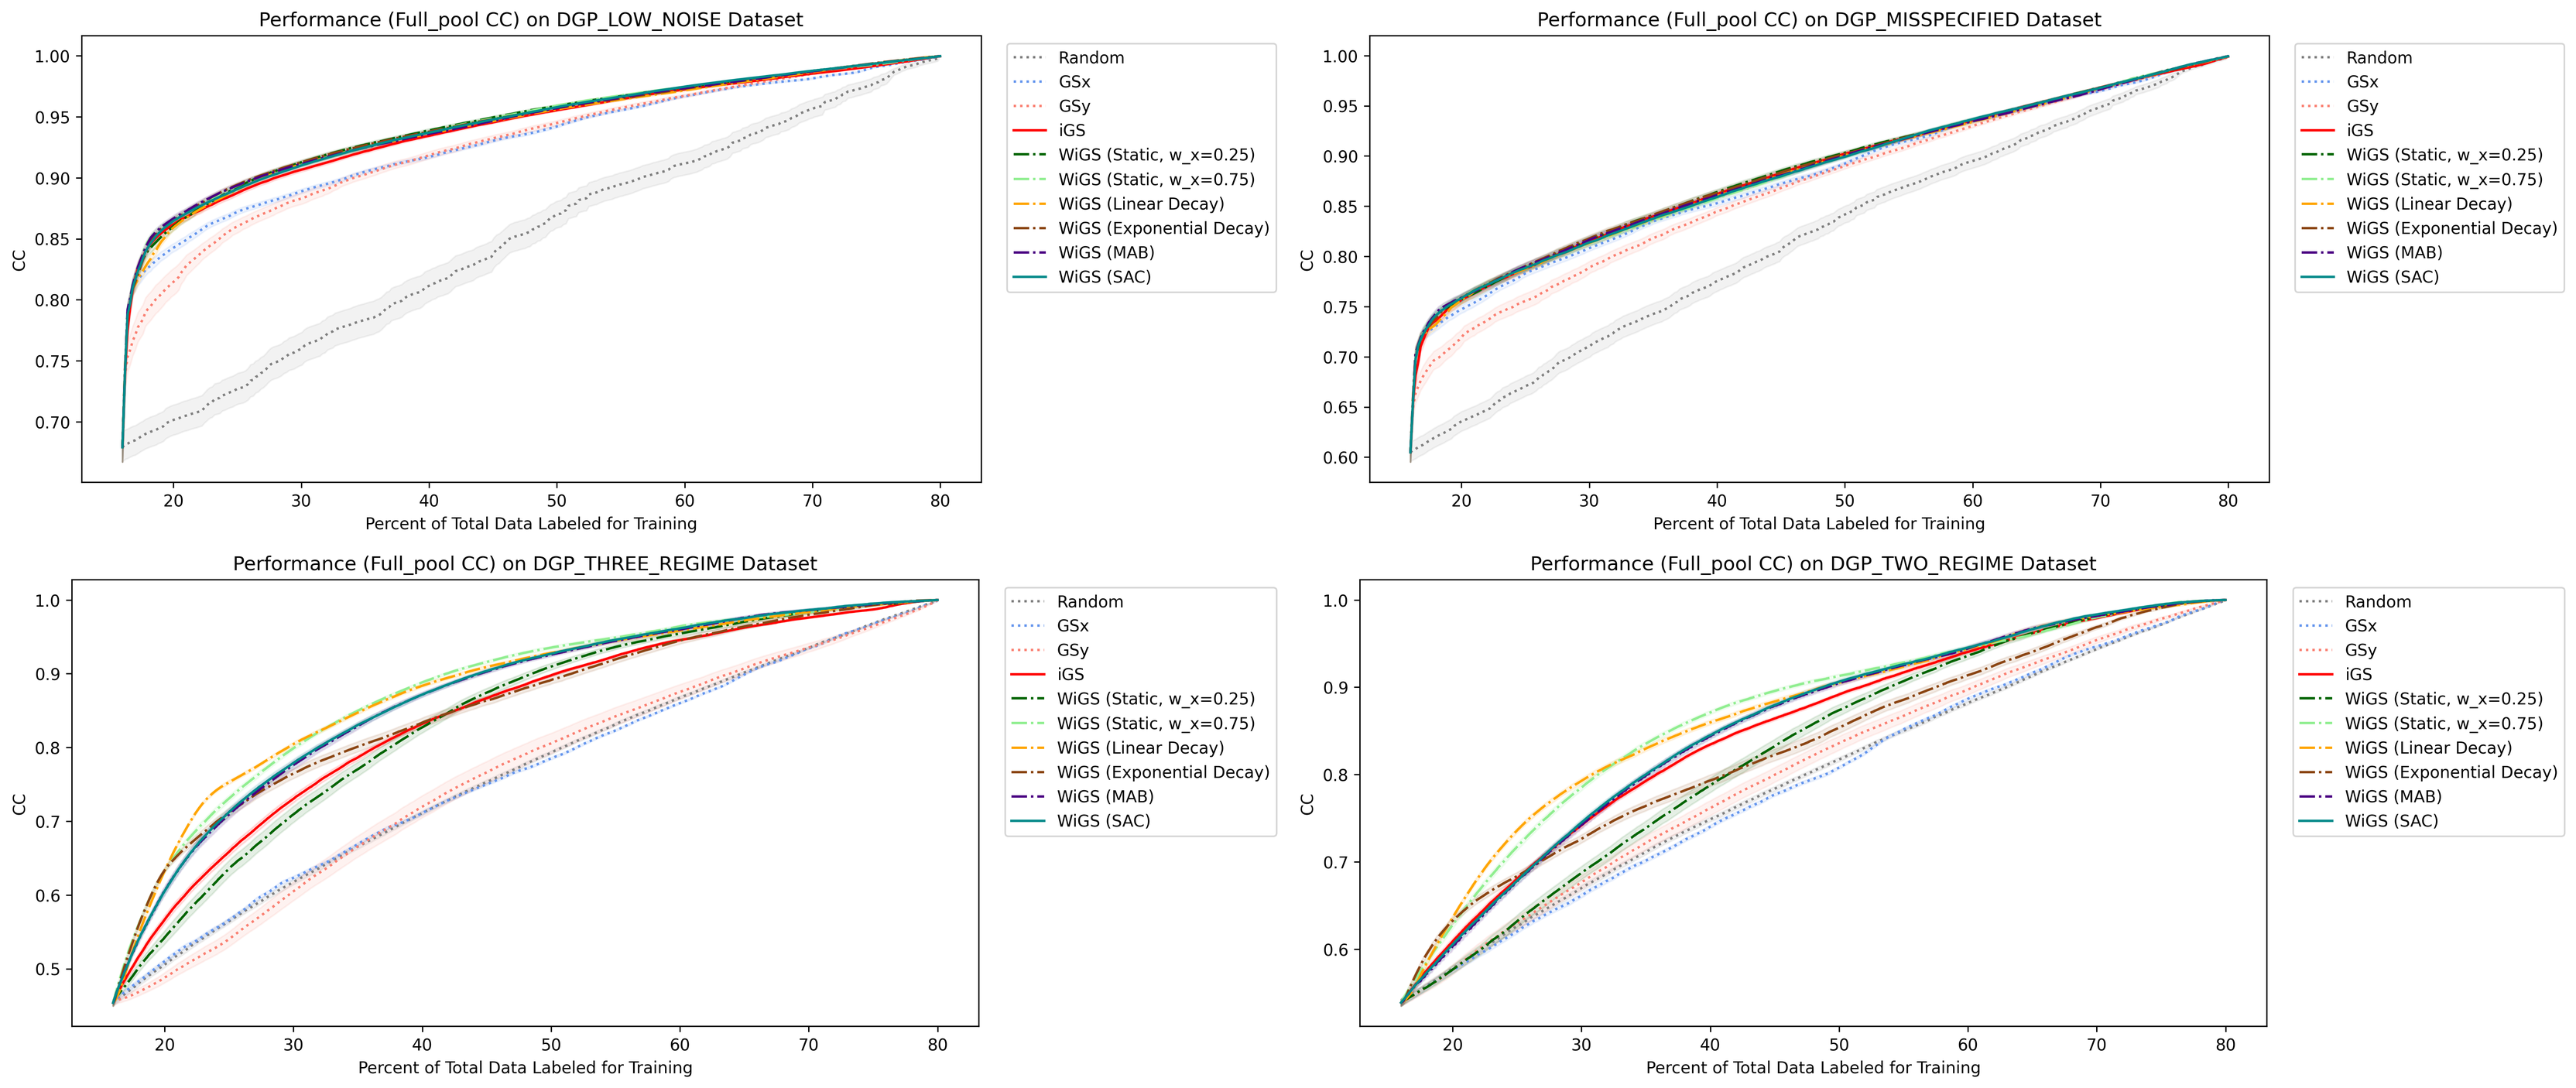 Performance (Full_pool CC) on DGP_LOW_NOISE Dataset
CC
1.00
0.95
0.90
0.85
0.80
0.75
0.70
20 30 40 50 60 70 80
Percent of Total Data Labeled for Training
Random
GSx
GSy
iGS
WiGS (Static, w_x=0.25)
WiGS (Static, w_x=0.75)
WiGS (Linear Decay)
WiGS (Exponential Decay)
WiGS (MAB)
WiGS (SAC)
Performance (Full_pool CC) on DGP_MISSPECIFIED Dataset
CC
1.00
0.95
0.90
0.85
0.80
0.75
0.70
0.65
0.60
20 30 40 50 60 70 80
Percent of Total Data Labeled for Training
Random
GSx
GSy
iGS
WiGS (Static, w_x=0.25)
WiGS (Static, w_x=0.75)
WiGS (Linear Decay)
WiGS (Exponential Decay)
WiGS (MAB)
WiGS (SAC)
Performance (Full_pool CC) on DGP_THREE_REGIME Dataset
CC
1.0
0.9
0.8
0.7
0.6
0.5
20 30 40 50 60 70 80
Percent of Total Data Labeled for Training
Random
GSx
GSy
iGS
WiGS (Static, w_x=0.25)
WiGS (Static, w_x=0.75)
WiGS (Linear Decay)
WiGS (Exponential Decay)
WiGS (MAB)
WiGS (SAC)
Performance (Full_pool CC) on DGP_TWO_REGIME Dataset
CC
1.0
0.9
0.8
0.7
0.6
20 30 40 50 60 70 80
Percent of Total Data Labeled for Training
Random
GSx
GSy
iGS
WiGS (Static, w_x=0.25)
WiGS (Static, w_x=0.75)
WiGS (Linear Decay)
WiGS (Exponential Decay)
WiGS (MAB)
WiGS (SAC)